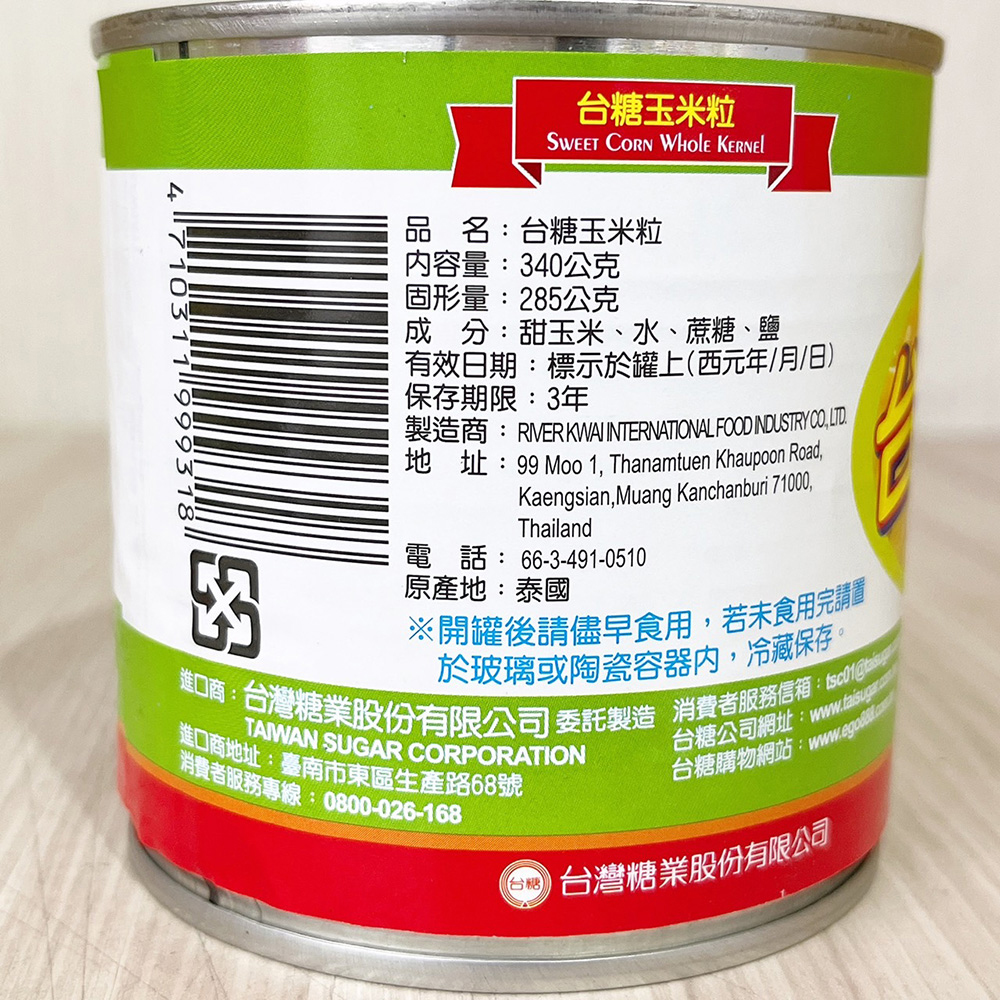 台糖玉米粒
SWEET CORN WHOLE KERNEL
4 710311 999318
品　名：台糖玉米粒
內容量：340公克
固形量：285公克
成　分：甜玉米、水、蔗糖、鹽
有效日期：標示於罐上(西元年/月/日)
保存期限：3年
製造商：RIVER KWAI INTERNATIONAL FOOD INDUSTRY CO., LTD.
地　址：99 Moo 1, Thanamtuen Khaupoon Road,
Kaengsian,Muang Kanchanburi 71000,
Thailand
電　話：66-3-491-0510
原產地：泰國
※開罐後請儘早食用，若未食用完請置
於玻璃或陶瓷容器內，冷藏保存。
進口商：台灣糖業股份有限公司 委託製造
TAIWAN SUGAR CORPORATION
進口商地址：臺南市東區生產路68號
消費者服務專線：0800-026-168
消費者服務信箱：tsc01@taisugar
台糖公司網址：www.taisugar
台糖購物網站：www.ego888
台糖 台灣糖業股份有限公司